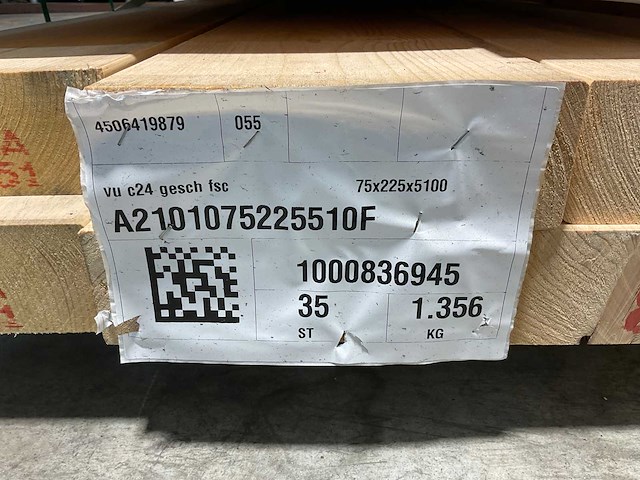 4506419879 055
vu c24 gesch fsc 75x225x5100
A2101075225510F
1000836945
35 1.356
ST KG